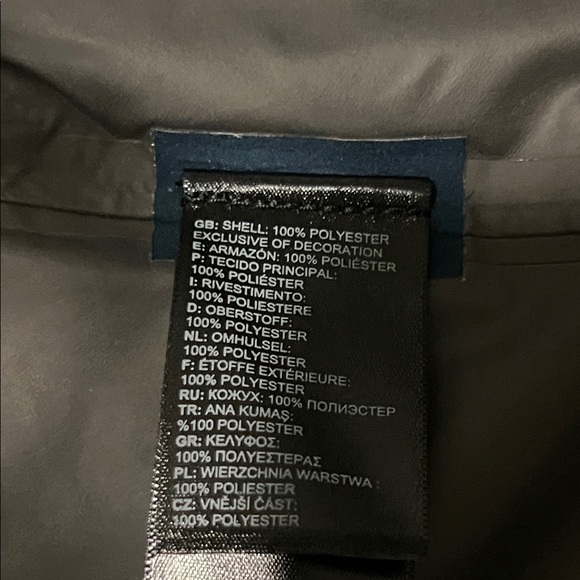 GB: SHELL: 100% POLYESTER
EXCLUSIVE OF DECORATION
E: ARMAZÓN: 100% POLIÉSTER
P: TECIDO PRINCIPAL:
100% POLIÉSTER
I: RIVESTIMENTO:
100% POLIESTERE
D: OBERSTOFF:
100% POLYESTER
NL: OMHULSEL:
100% POLYESTER
F: ÉTOFFE EXTÉRIEURE:
100% POLYESTER
RU: КОЖУХ: 100% ПОЛИЭСТЕР
TR: ANA KUMAŞ:
%100 POLYESTER
GR: ΚΕΛΥΦΟΣ:
100% ΠΟΛΥΕΣΤΕΡΑΣ
PL: WIERZCHNIA WARSTWA :
100% POLIESTER
CZ: VNĚJŠÍ ČÁST:
100% POLYESTER